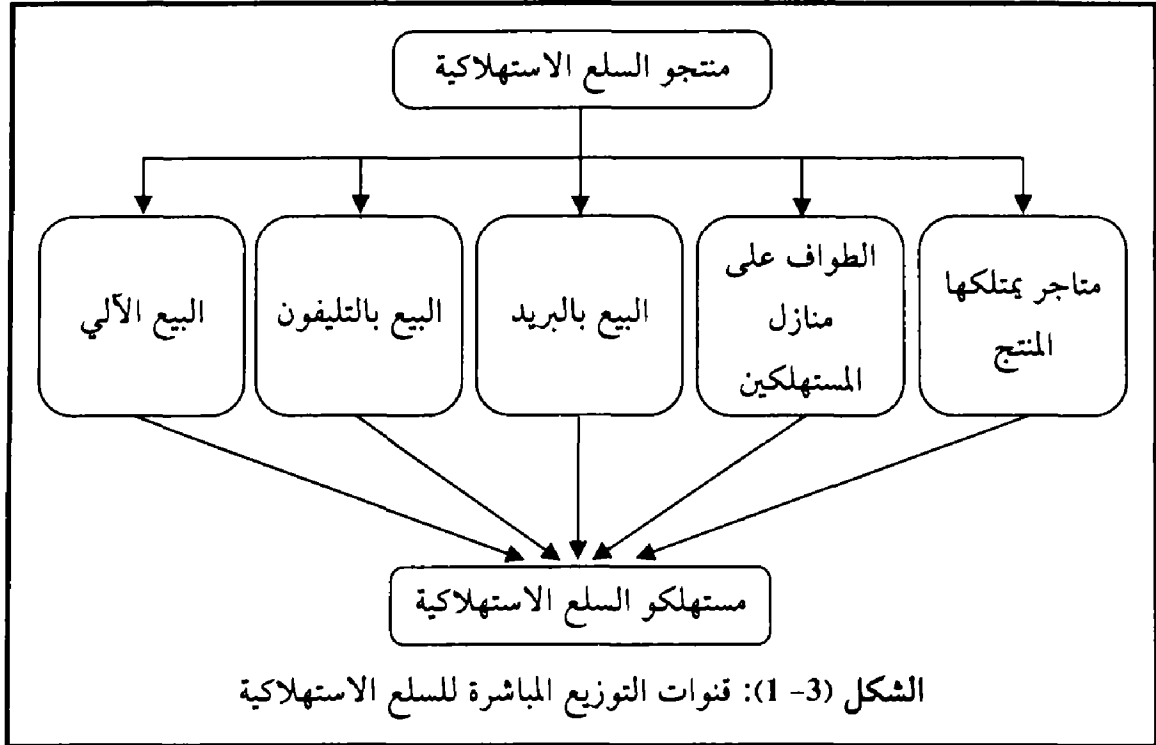 منتجو السلع الاستهلاكية
متاجر يمتلكها
المنتج
الطواف على
منازل
المستهلكين
البيع بالبريد
البيع بالتليفون
البيع الآلي
مستهلكو السلع الاستهلاكية
الشكل (3- 1): قنوات التوزيع المباشرة للسلع الاستهلاكية